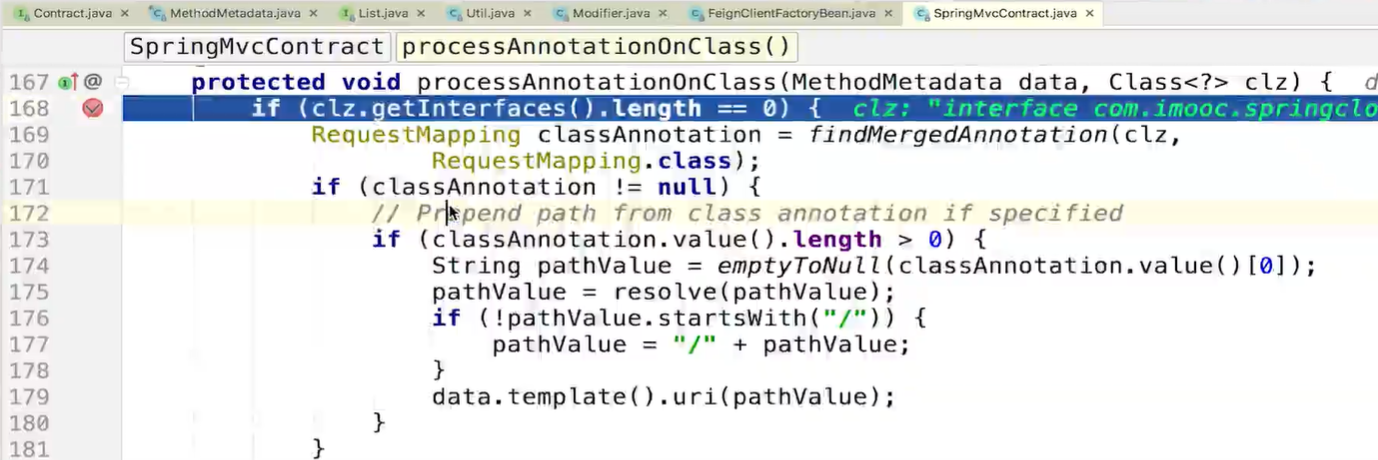 Contract.java × MethodMetadata.java × List.java × Util.java × Modifier.java × FeignClientFactoryBean.java × SpringMvcContract.java ×
SpringMvcContract processAnnotationOnClass()
167 @ protected void processAnnotationOnClass(MethodMetadata data, Class<?> clz) { d
168 if (clz.getInterfaces().length == 0) { clz: "interface com.imooc.springclo
169 RequestMapping classAnnotation = findMergedAnnotation(clz,
170 RequestMapping.class);
171 if (classAnnotation != null) {
172 // Prepend path from class annotation if specified
173 if (classAnnotation.value().length > 0) {
174 String pathValue = emptyToNull(classAnnotation.value()[0]);
175 pathValue = resolve(pathValue);
176 if (!pathValue.startsWith("/")) {
177 pathValue = "/" + pathValue;
178 }
179 data.template().uri(pathValue);
180 }
181 }